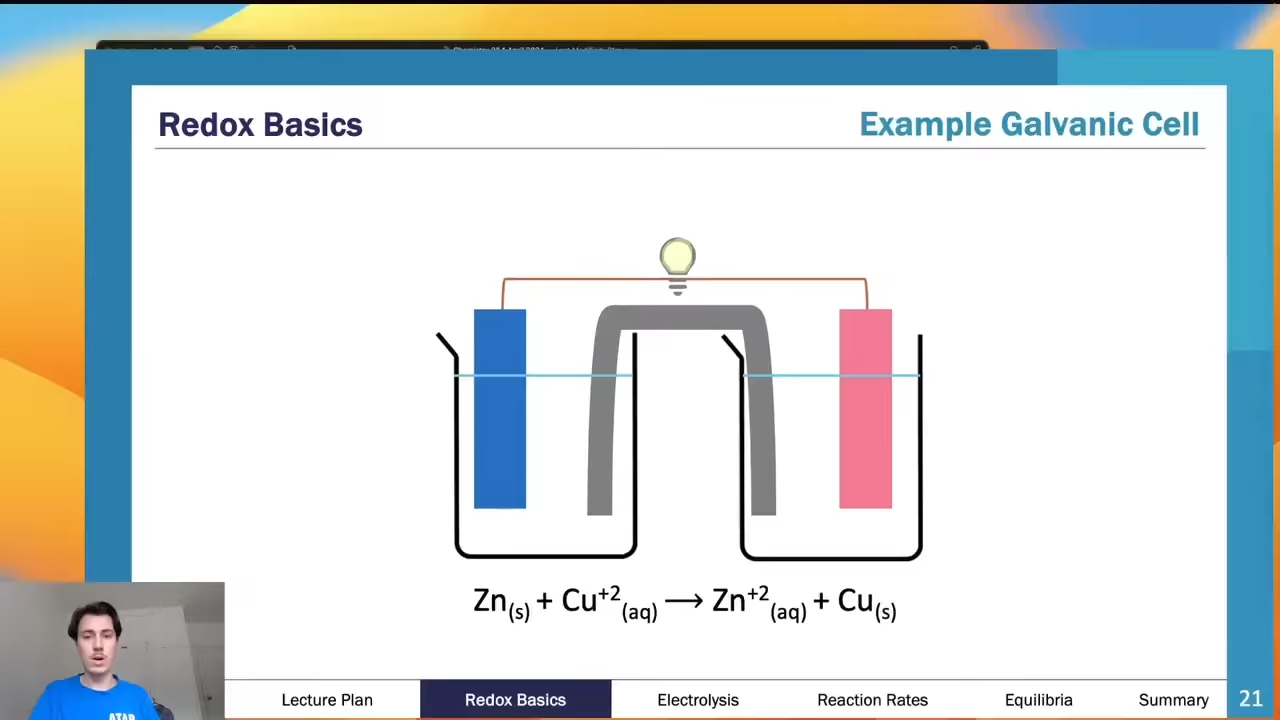 Redox Basics
Example Galvanic Cell
Zn(s) + Cu+2(aq) ⟶ Zn+2(aq) + Cu(s)
Lecture Plan
Redox Basics
Electrolysis
Reaction Rates
Equilibria
Summary
21